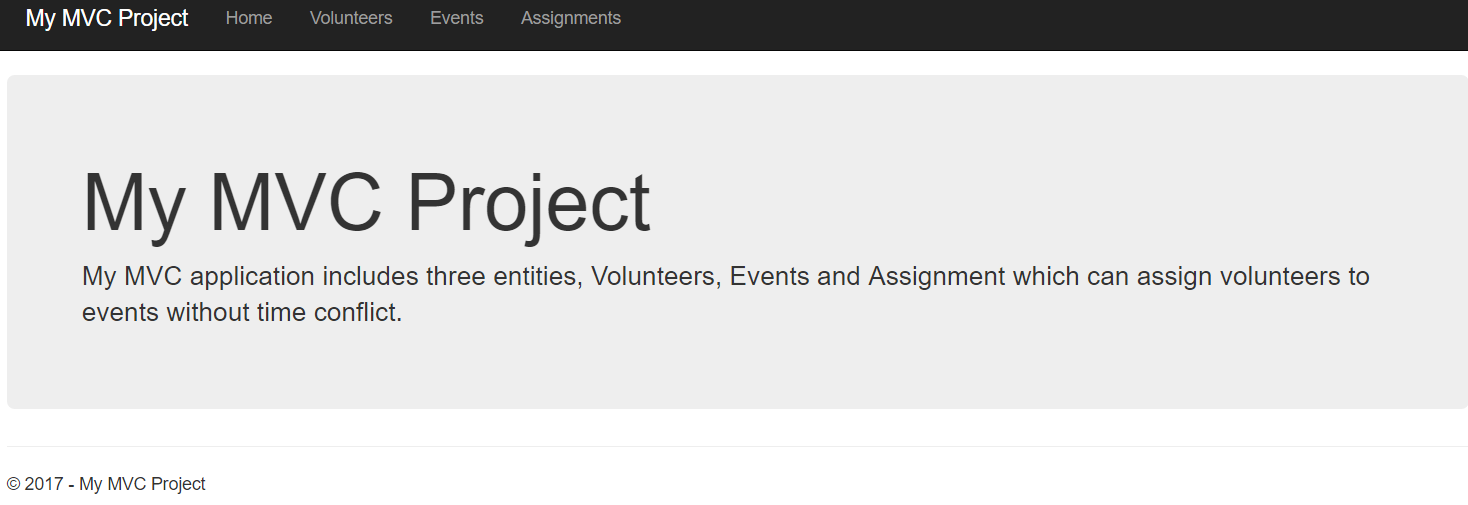 My MVC Project Home Volunteers Events Assignments
My MVC Project
My MVC application includes three entities, Volunteers, Events and Assignment which can assign volunteers to
events without time conflict.
© 2017 - My MVC Project